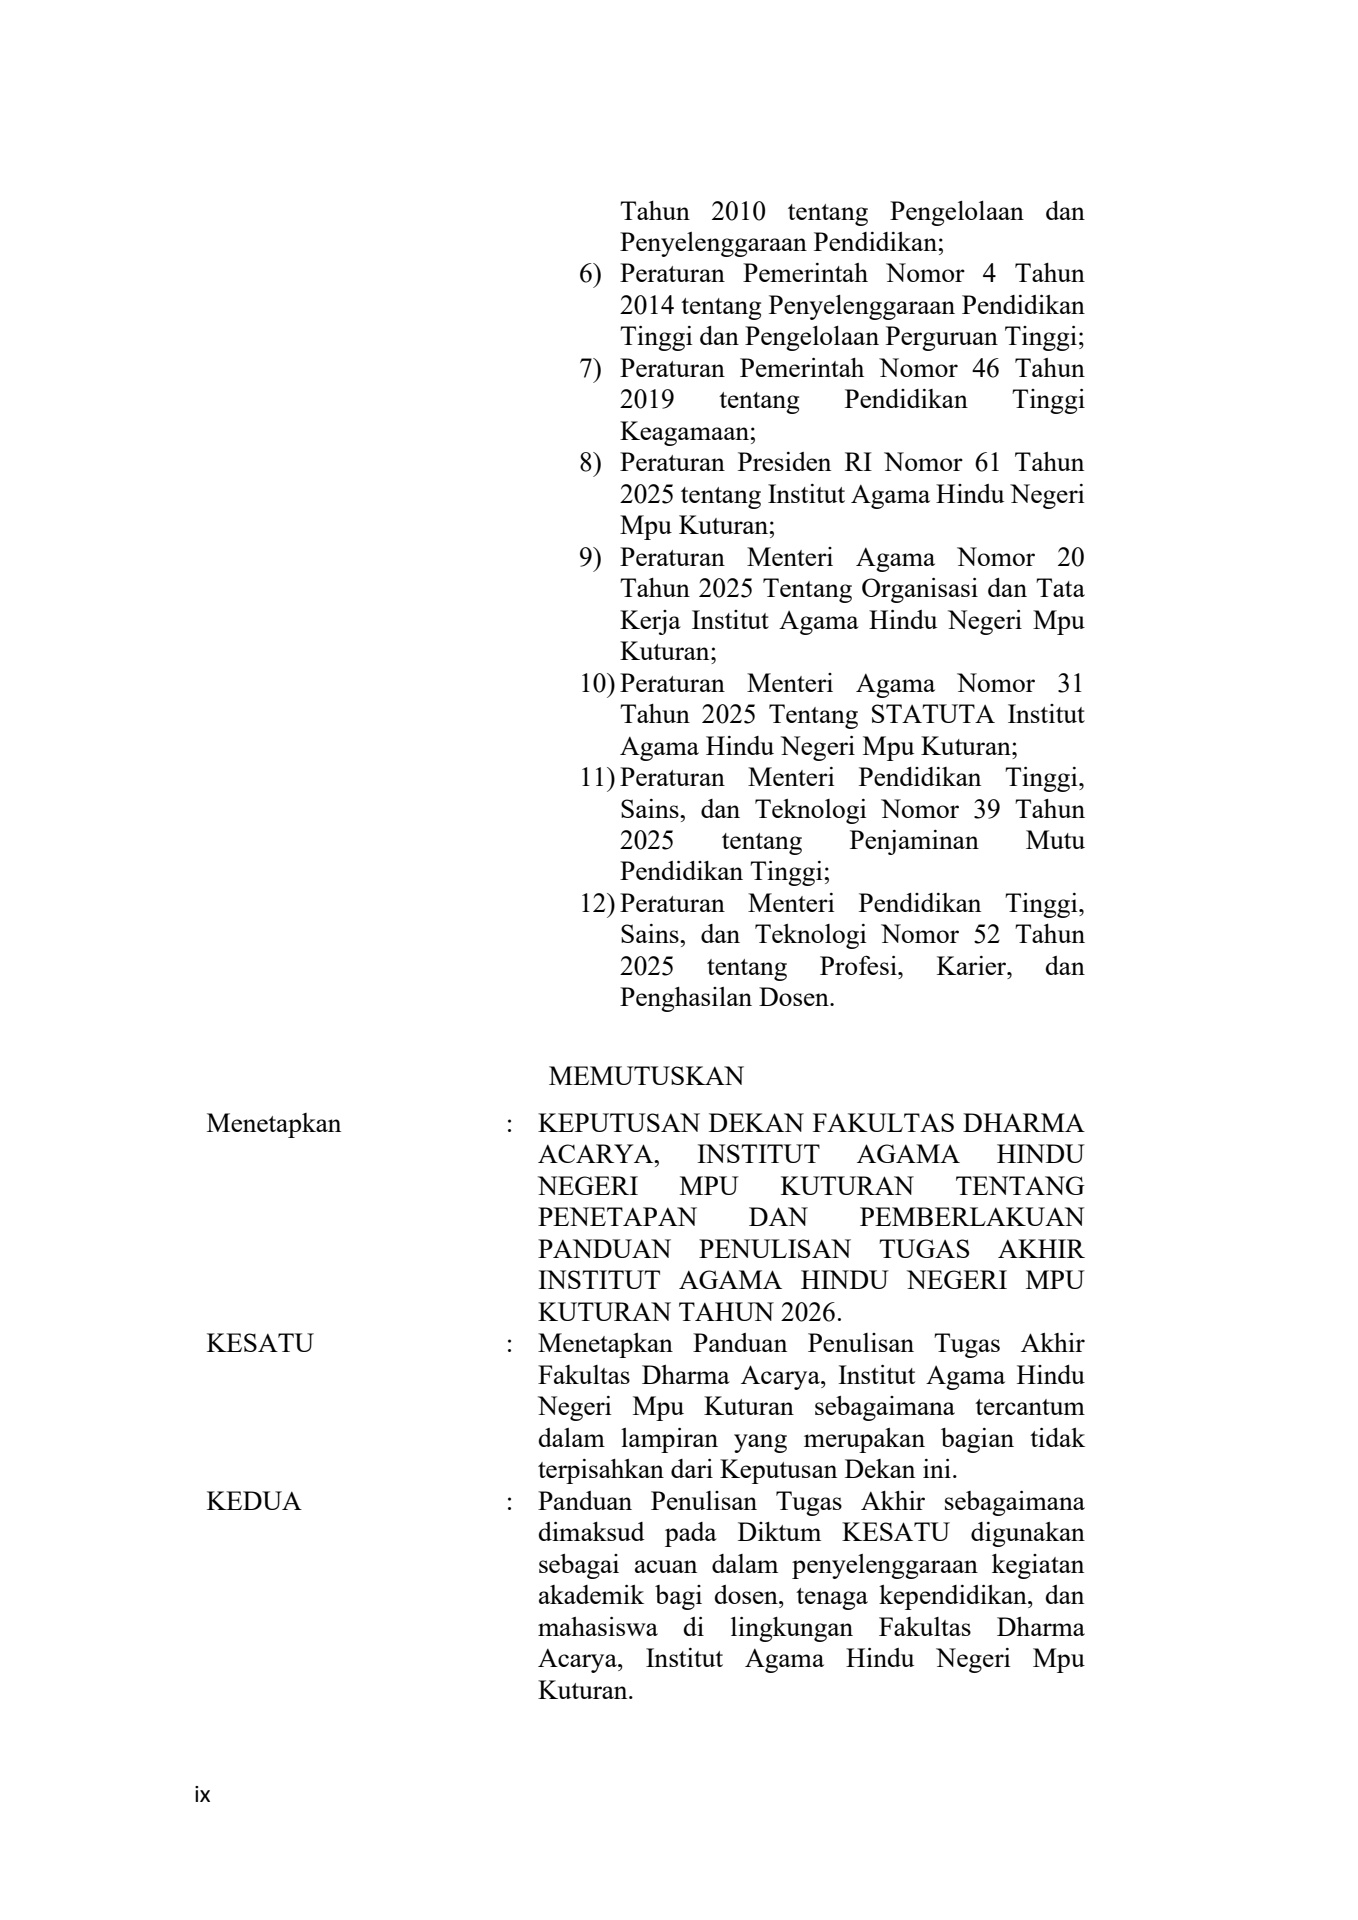 Tahun 2010 tentang Pengelolaan dan
Penyelenggaraan Pendidikan;
6) Peraturan Pemerintah Nomor 4 Tahun
2014 tentang Penyelenggaraan Pendidikan
Tinggi dan Pengelolaan Perguruan Tinggi;
7) Peraturan Pemerintah Nomor 46 Tahun
2019 tentang Pendidikan Tinggi
Keagamaan;
8) Peraturan Presiden RI Nomor 61 Tahun
2025 tentang Institut Agama Hindu Negeri
Mpu Kuturan;
9) Peraturan Menteri Agama Nomor 20
Tahun 2025 Tentang Organisasi dan Tata
Kerja Institut Agama Hindu Negeri Mpu
Kuturan;
10) Peraturan Menteri Agama Nomor 31
Tahun 2025 Tentang STATUTA Institut
Agama Hindu Negeri Mpu Kuturan;
11) Peraturan Menteri Pendidikan Tinggi,
Sains, dan Teknologi Nomor 39 Tahun
2025 tentang Penjaminan Mutu
Pendidikan Tinggi;
12) Peraturan Menteri Pendidikan Tinggi,
Sains, dan Teknologi Nomor 52 Tahun
2025 tentang Profesi, Karier, dan
Penghasilan Dosen.
MEMUTUSKAN
Menetapkan : KEPUTUSAN DEKAN FAKULTAS DHARMA
ACARYA, INSTITUT AGAMA HINDU
NEGERI MPU KUTURAN TENTANG
PENETAPAN DAN PEMBERLAKUAN
PANDUAN PENULISAN TUGAS AKHIR
INSTITUT AGAMA HINDU NEGERI MPU
KUTURAN TAHUN 2026.
KESATU : Menetapkan Panduan Penulisan Tugas Akhir
Fakultas Dharma Acarya, Institut Agama Hindu
Negeri Mpu Kuturan sebagaimana tercantum
dalam lampiran yang merupakan bagian tidak
terpisahkan dari Keputusan Dekan ini.
KEDUA : Panduan Penulisan Tugas Akhir sebagaimana
dimaksud pada Diktum KESATU digunakan
sebagai acuan dalam penyelenggaraan kegiatan
akademik bagi dosen, tenaga kependidikan, dan
mahasiswa di lingkungan Fakultas Dharma
Acarya, Institut Agama Hindu Negeri Mpu
Kuturan.
ix